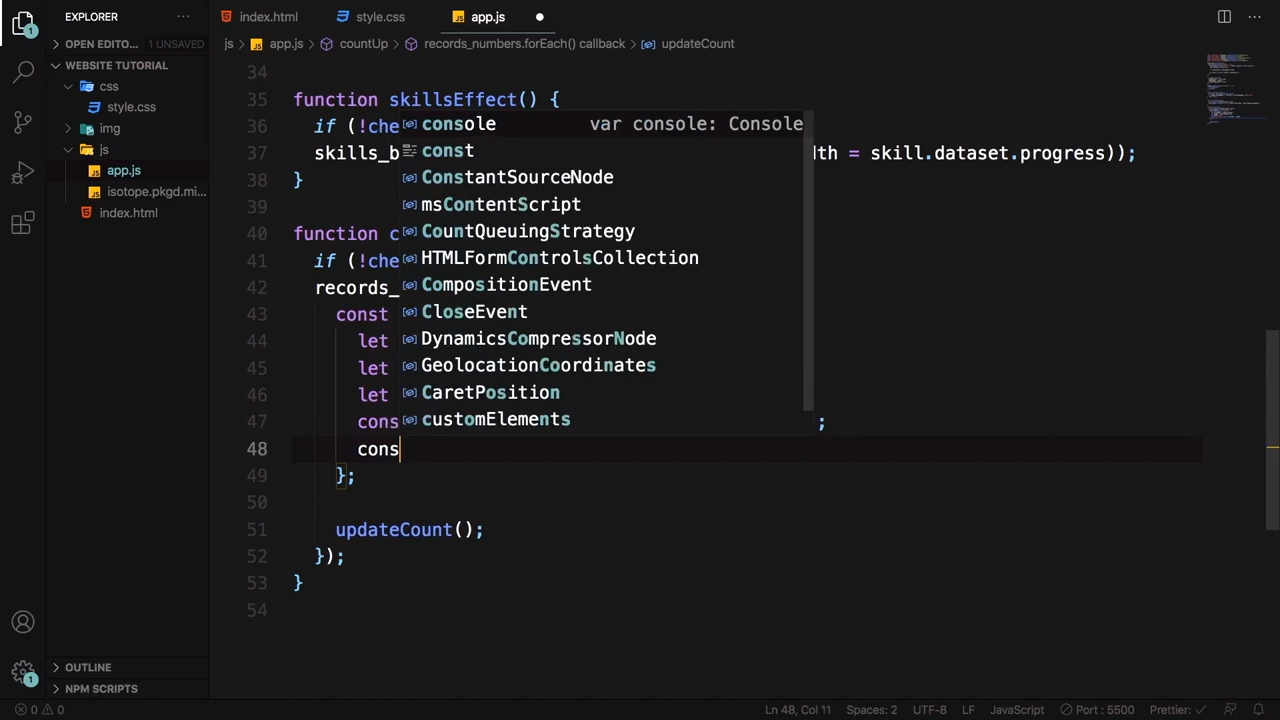 EXPLORER
index.html
style.css
app.js
OPEN EDITO... 1 UNSAVED
js app.js countUp records_numbers.forEach() callback updateCount
WEBSITE TUTORIAL
css
style.css
img
js
app.js
isotope.pkgd.mi...
index.html
34
35 function skillsEffect() {
36 if (!che
37 skills_b lth = skill.dataset.progress));
38 }
39
40 function c
41 if (!che
42 records_
43 const
44 let
45 let
46 let
47 cons ;
48 cons
49 };
50
51 updateCount();
52 });
53 }
54
console var console: Console
const
ConstantSourceNode
msContentScript
CountQueuingStrategy
HTMLFormControlsCollection
CompositionEvent
CloseEvent
DynamicsCompressorNode
GeolocationCoordinates
CaretPosition
customElements
1
1
OUTLINE
NPM SCRIPTS
0 0 Ln 48, Col 11 Spaces: 2 UTF-8 LF JavaScript Port : 5500 Prettier: ✓